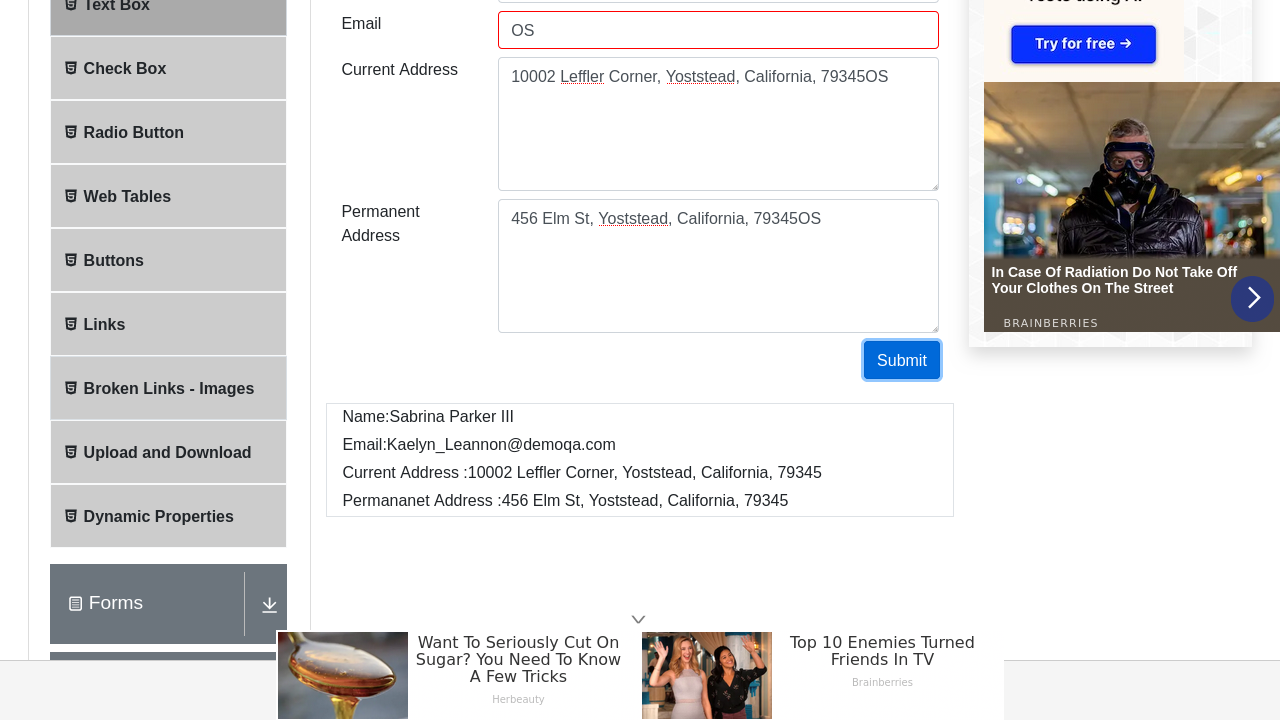 Text Box
Check Box
Radio Button
Web Tables
Buttons
Links
Broken Links - Images
Upload and Download
Dynamic Properties
Forms
Email
OS
Current Address
10002 Leffler Corner, Yoststead, California, 79345OS
Permanent
Address
456 Elm St, Yoststead, California, 79345OS
Submit
Name:Sabrina Parker III
Email:Kaelyn_Leannon@demoqa.com
Current Address :10002 Leffler Corner, Yoststead, California, 79345
Permananet Address :456 Elm St, Yoststead, California, 79345
Try for free →
In Case Of Radiation Do Not Take Off
Your Clothes On The Street
BRAINBERRIES
Want To Seriously Cut On
Sugar? You Need To Know
A Few Tricks
Herbeauty
Top 10 Enemies Turned
Friends In TV
Brainberries